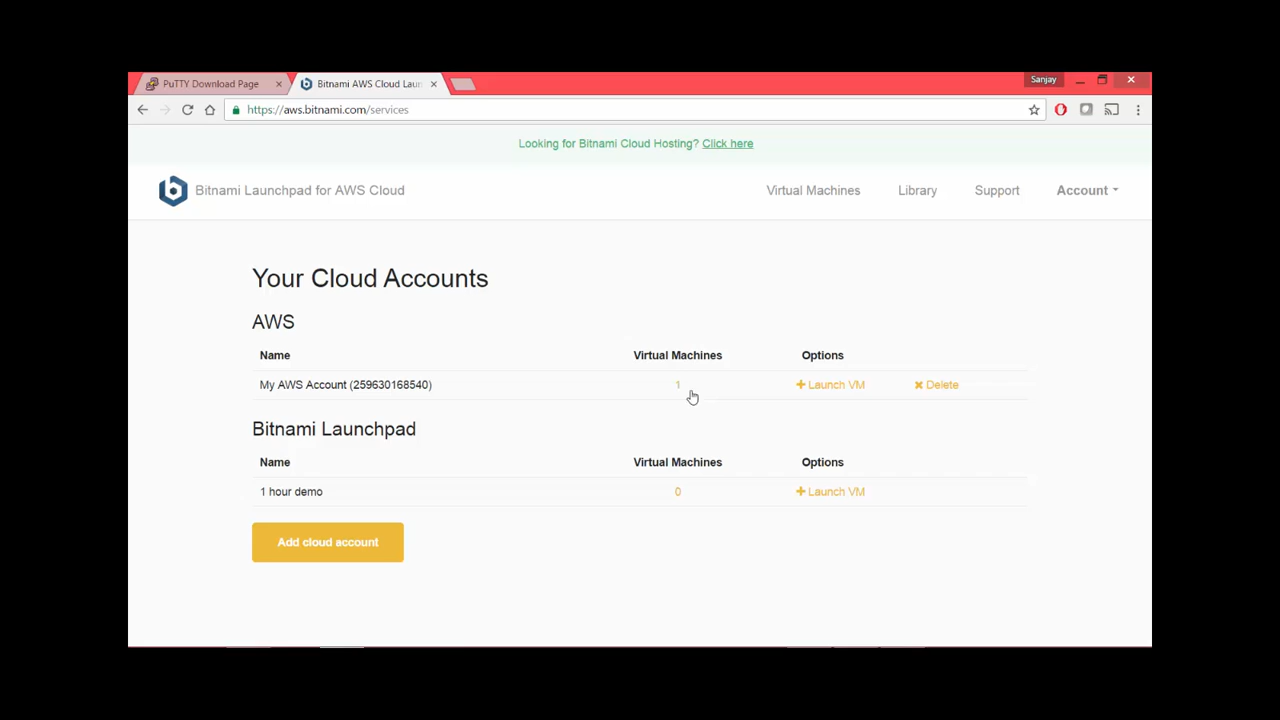 PuTTY Download Page
Bitnami AWS Cloud Laun
Sanjay
https://aws.bitnami.com/services
Looking for Bitnami Cloud Hosting? Click here
Bitnami Launchpad for AWS Cloud
Virtual Machines
Library
Support
Account
Your Cloud Accounts
AWS
Name Virtual Machines Options
My AWS Account (259630168540) 1 Launch VM Delete
Bitnami Launchpad
Name Virtual Machines Options
1 hour demo 0 Launch VM
Add cloud account